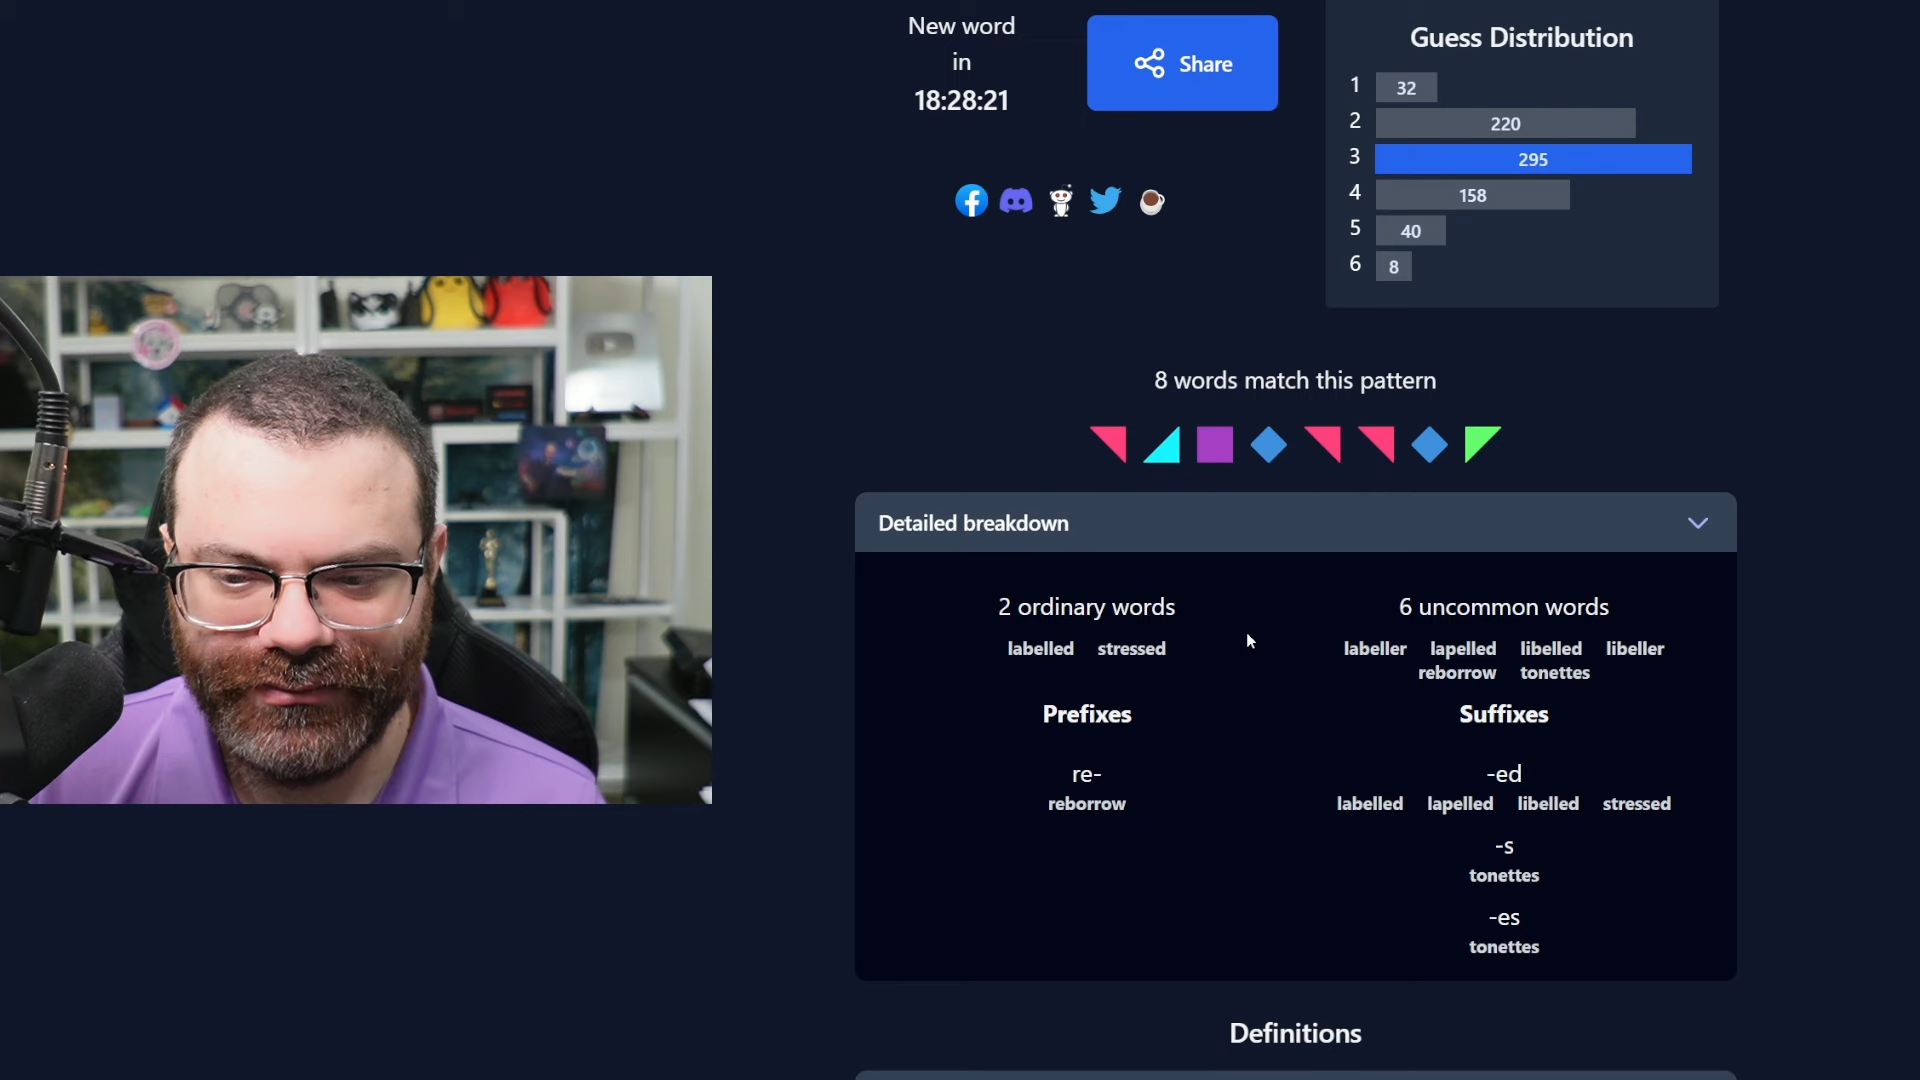 New word
in
18:28:21
Share
Guess Distribution
1 32
2 220
3 295
4 158
5 40
6 8
8 words match this pattern
Detailed breakdown
2 ordinary words
labelled stressed
6 uncommon words
labeller lapelled libelled libeller
reborrow tonettes
Prefixes
re-
reborrow
Suffixes
-ed
labelled lapelled libelled stressed
-s
tonettes
-es
tonettes
Definitions